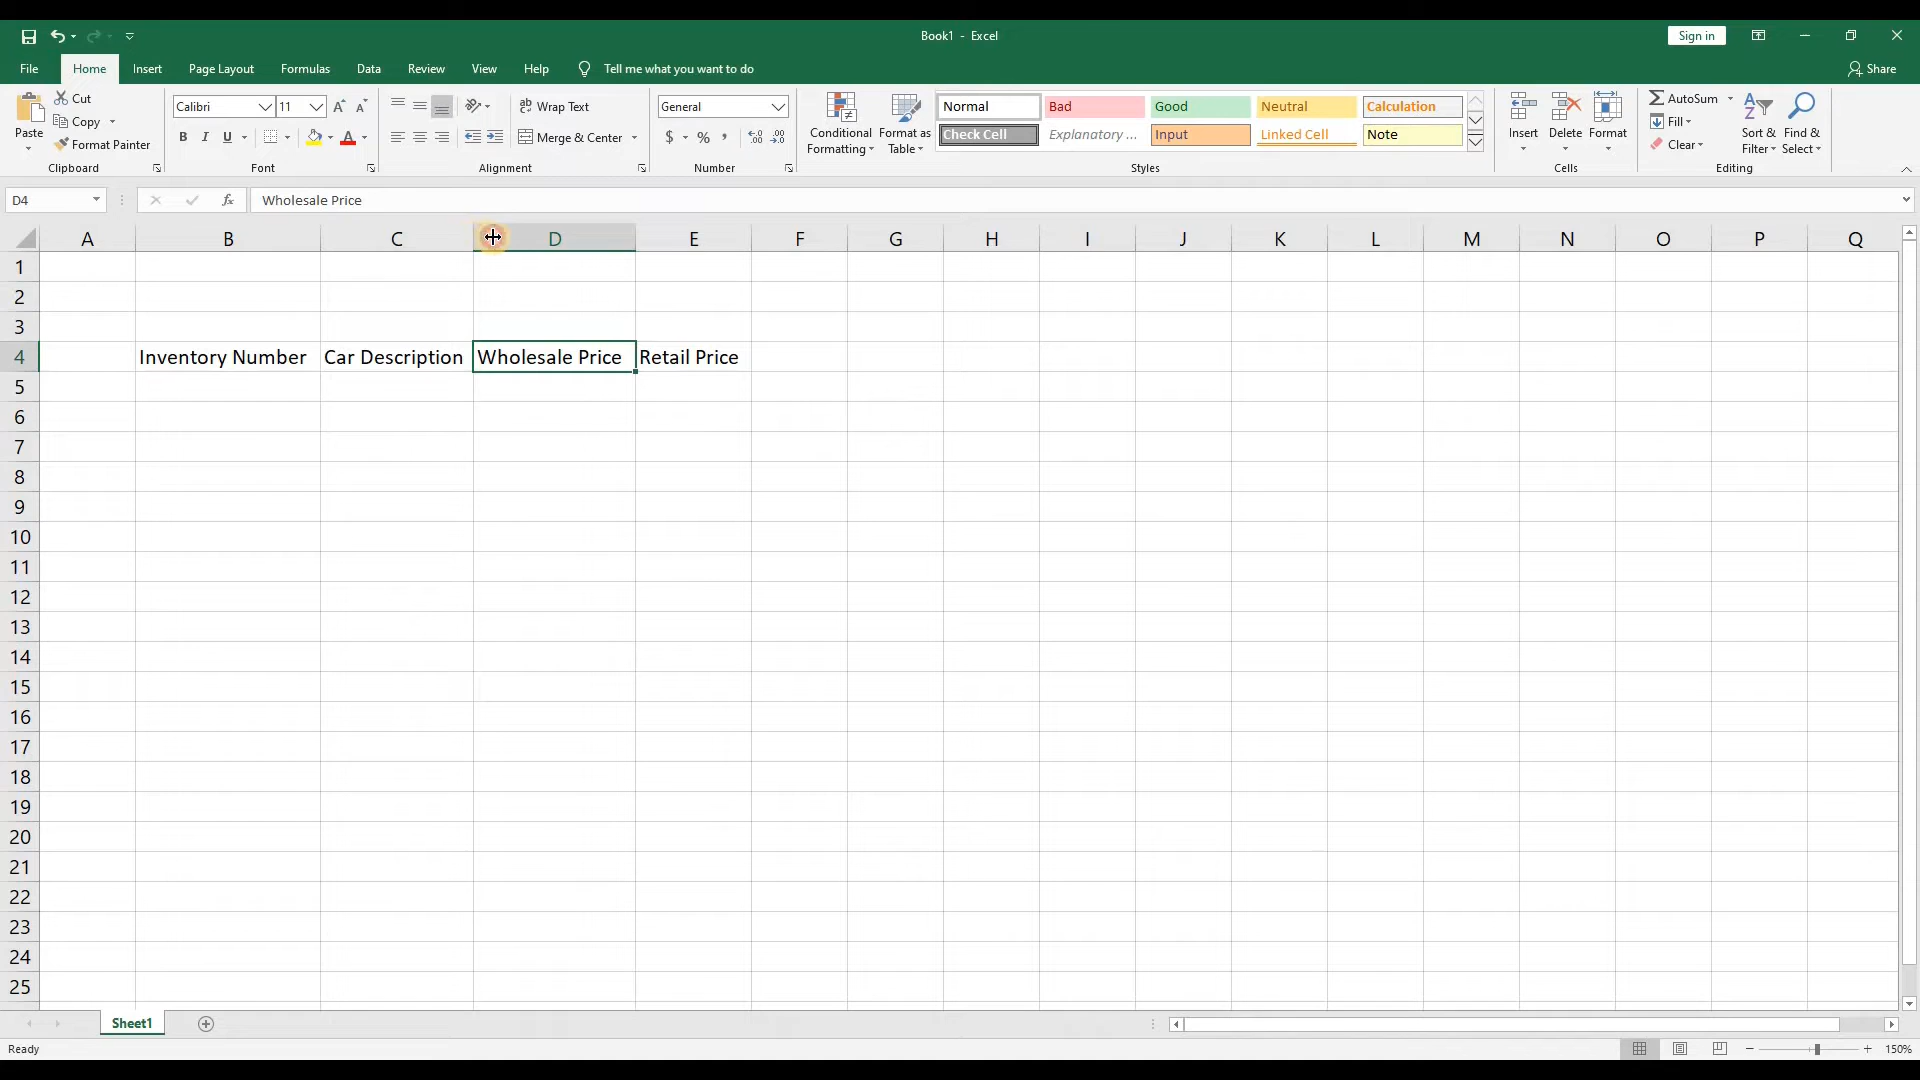 Book1 - Excel
Sign in
File Home Insert Page Layout Formulas Data Review View Help Tell me what you want to do Share
Paste
Cut
Copy
Format Painter
Clipboard
Calibri 11
B I U
Font
Wrap Text
Merge & Center
Alignment
General
$ % ,
Number
Conditional Formatting
Format as Table
Normal Bad Good Neutral Calculation
Check Cell Explanatory ... Input Linked Cell Note
Styles
Insert Delete Format
Cells
AutoSum
Fill
Clear
Sort & Filter
Find & Select
Editing
D4 fx Wholesale Price
A B C D E F G H I J K L M N O P Q
1
2
3
4 Inventory Number Car Description Wholesale Price Retail Price
5
6
7
8
9
10
11
12
13
14
15
16
17
18
19
20
21
22
23
24
25
Sheet1
Ready 150%